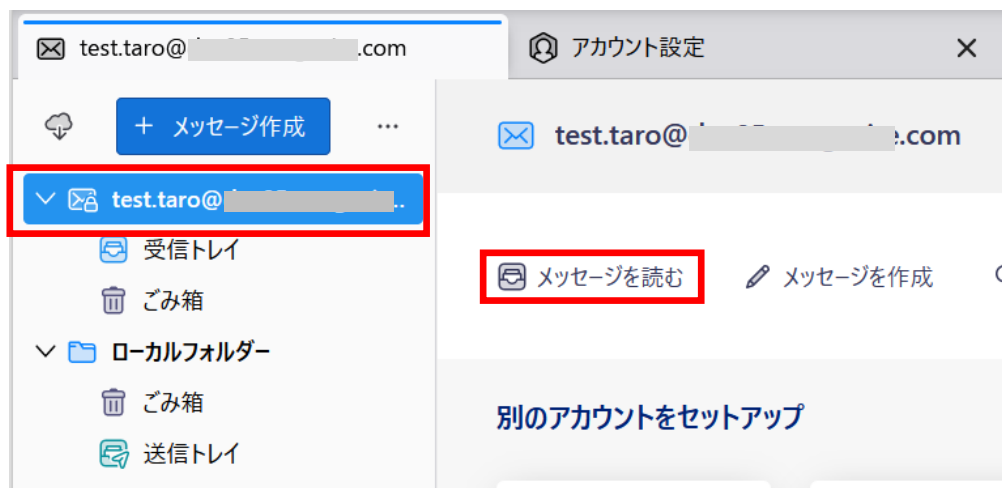 test.taro@ .com
アカウント設定
+ メッセージ作成
...
test.taro@ .com
test.taro@ ..
受信トレイ
メッセージを読む
メッセージを作成
ごみ箱
ローカルフォルダー
ごみ箱
別のアカウントをセットアップ
送信トレイ